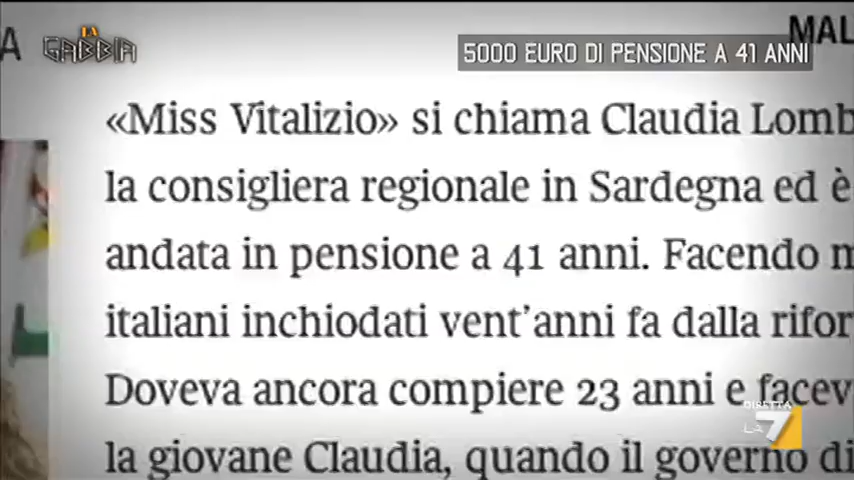 LA
GABBIA
5000 EURO DI PENSIONE A 41 ANNI
«Miss Vitalizio» si chiama Claudia Lomb
la consigliera regionale in Sardegna ed è
andata in pensione a 41 anni. Facendo m
italiani inchiodati vent'anni fa dalla rifor
Doveva ancora compiere 23 anni e facev
la giovane Claudia, quando il governo di
DIRETTA
LA7